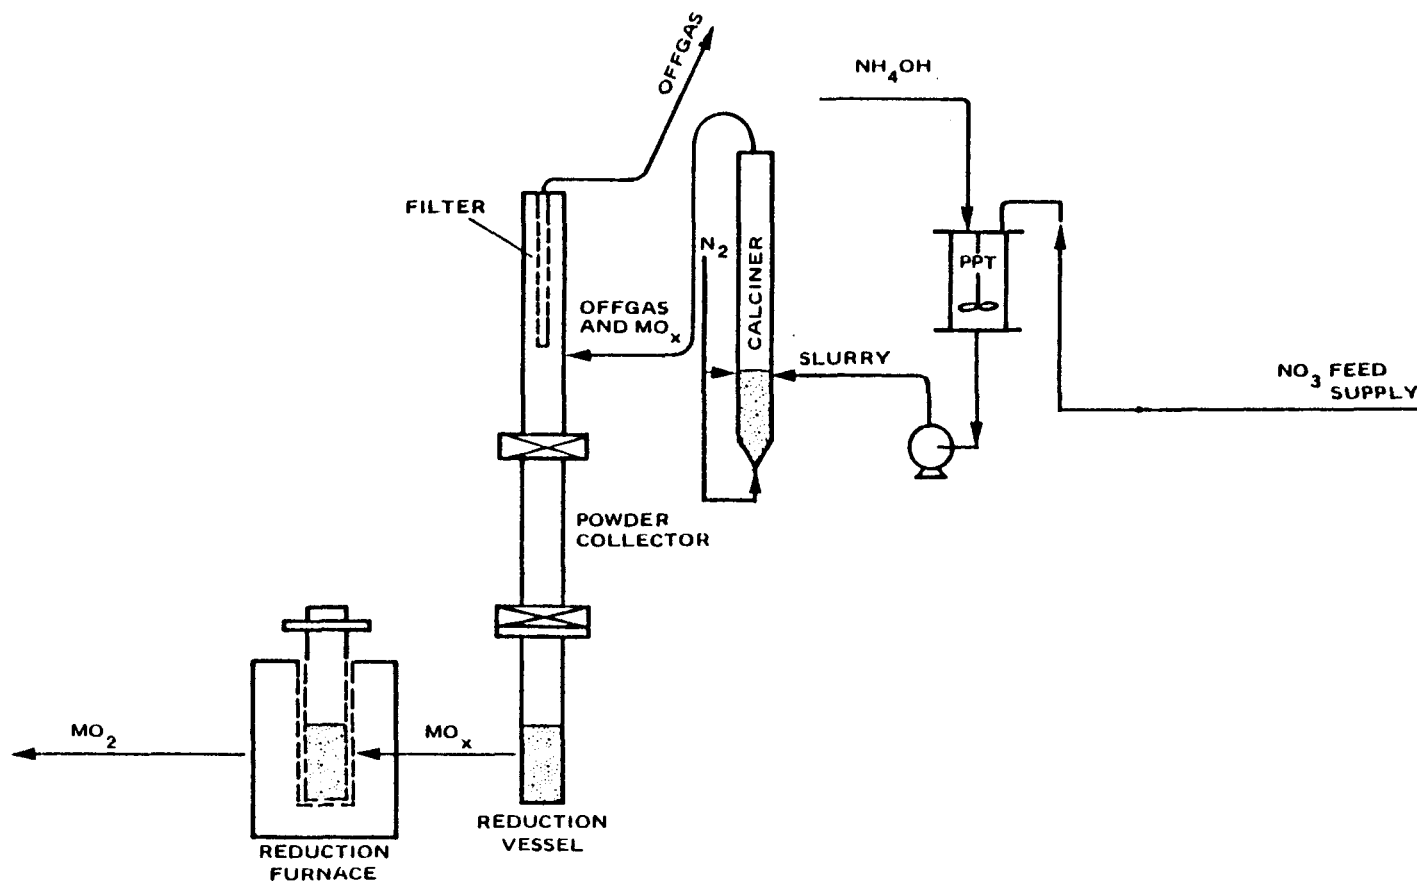 OFFGAS
NH₄OH
FILTER
N₂
CALCINER
PPT
OFFGAS
AND MOₓ
SLURRY
NO₃ FEED
SUPPLY
POWDER
COLLECTOR
MO₂
MOₓ
REDUCTION
VESSEL
REDUCTION
FURNACE